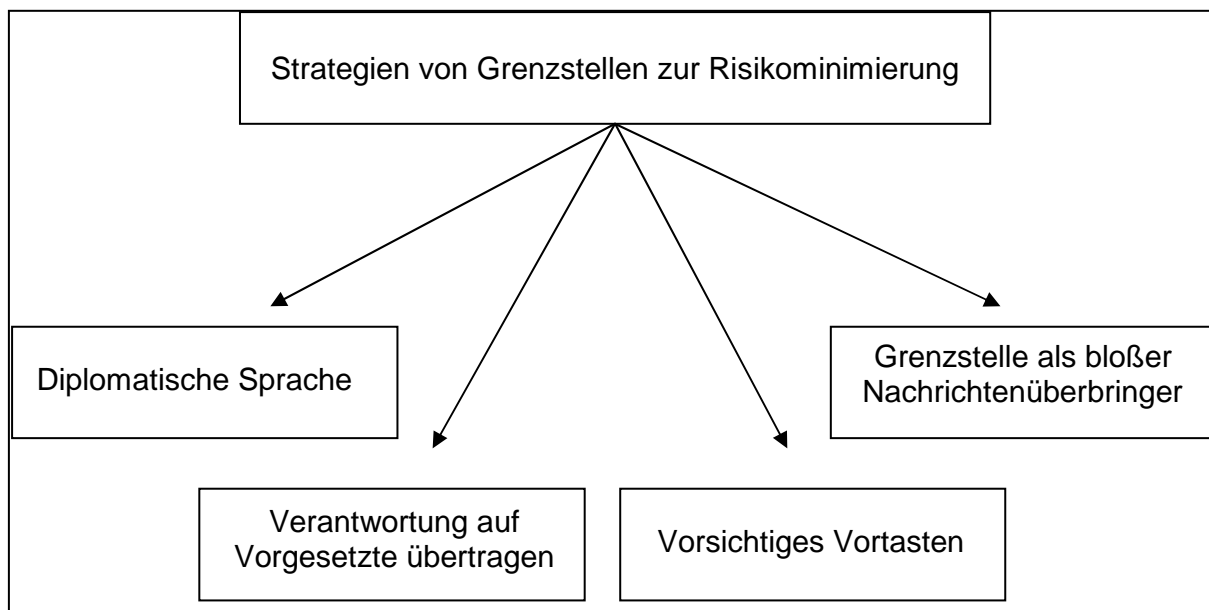 Strategien von Grenzstellen zur Risikominimierung
Diplomatische Sprache
Grenzstelle als bloßer
Nachrichtenüberbringer
Verantwortung auf
Vorgesetzte übertragen
Vorsichtiges Vortasten